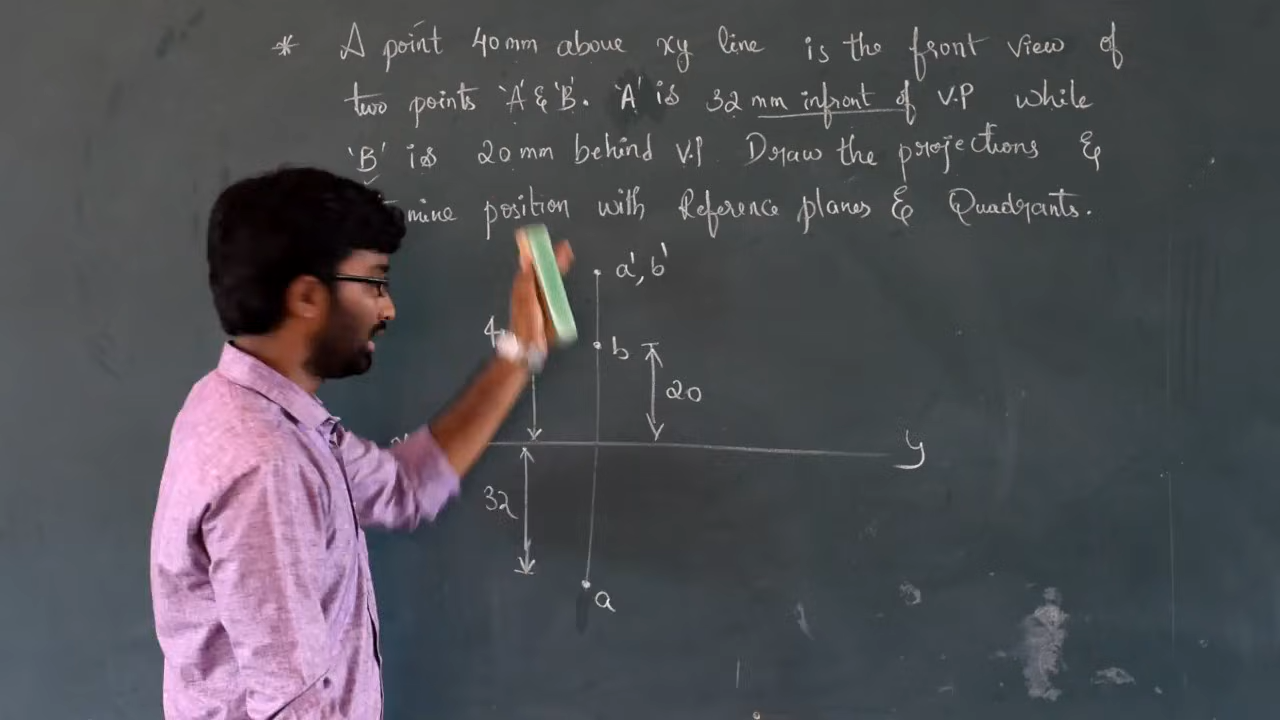 * A point 40mm above xy line is the front view of
two points 'A' & 'B'. 'A' is 32 mm infront of V.P while
'B' is 20mm behind V.P Draw the projections &
mine position with Reference planes & Quadrants.
a', b'
4
b
20
y
32
a